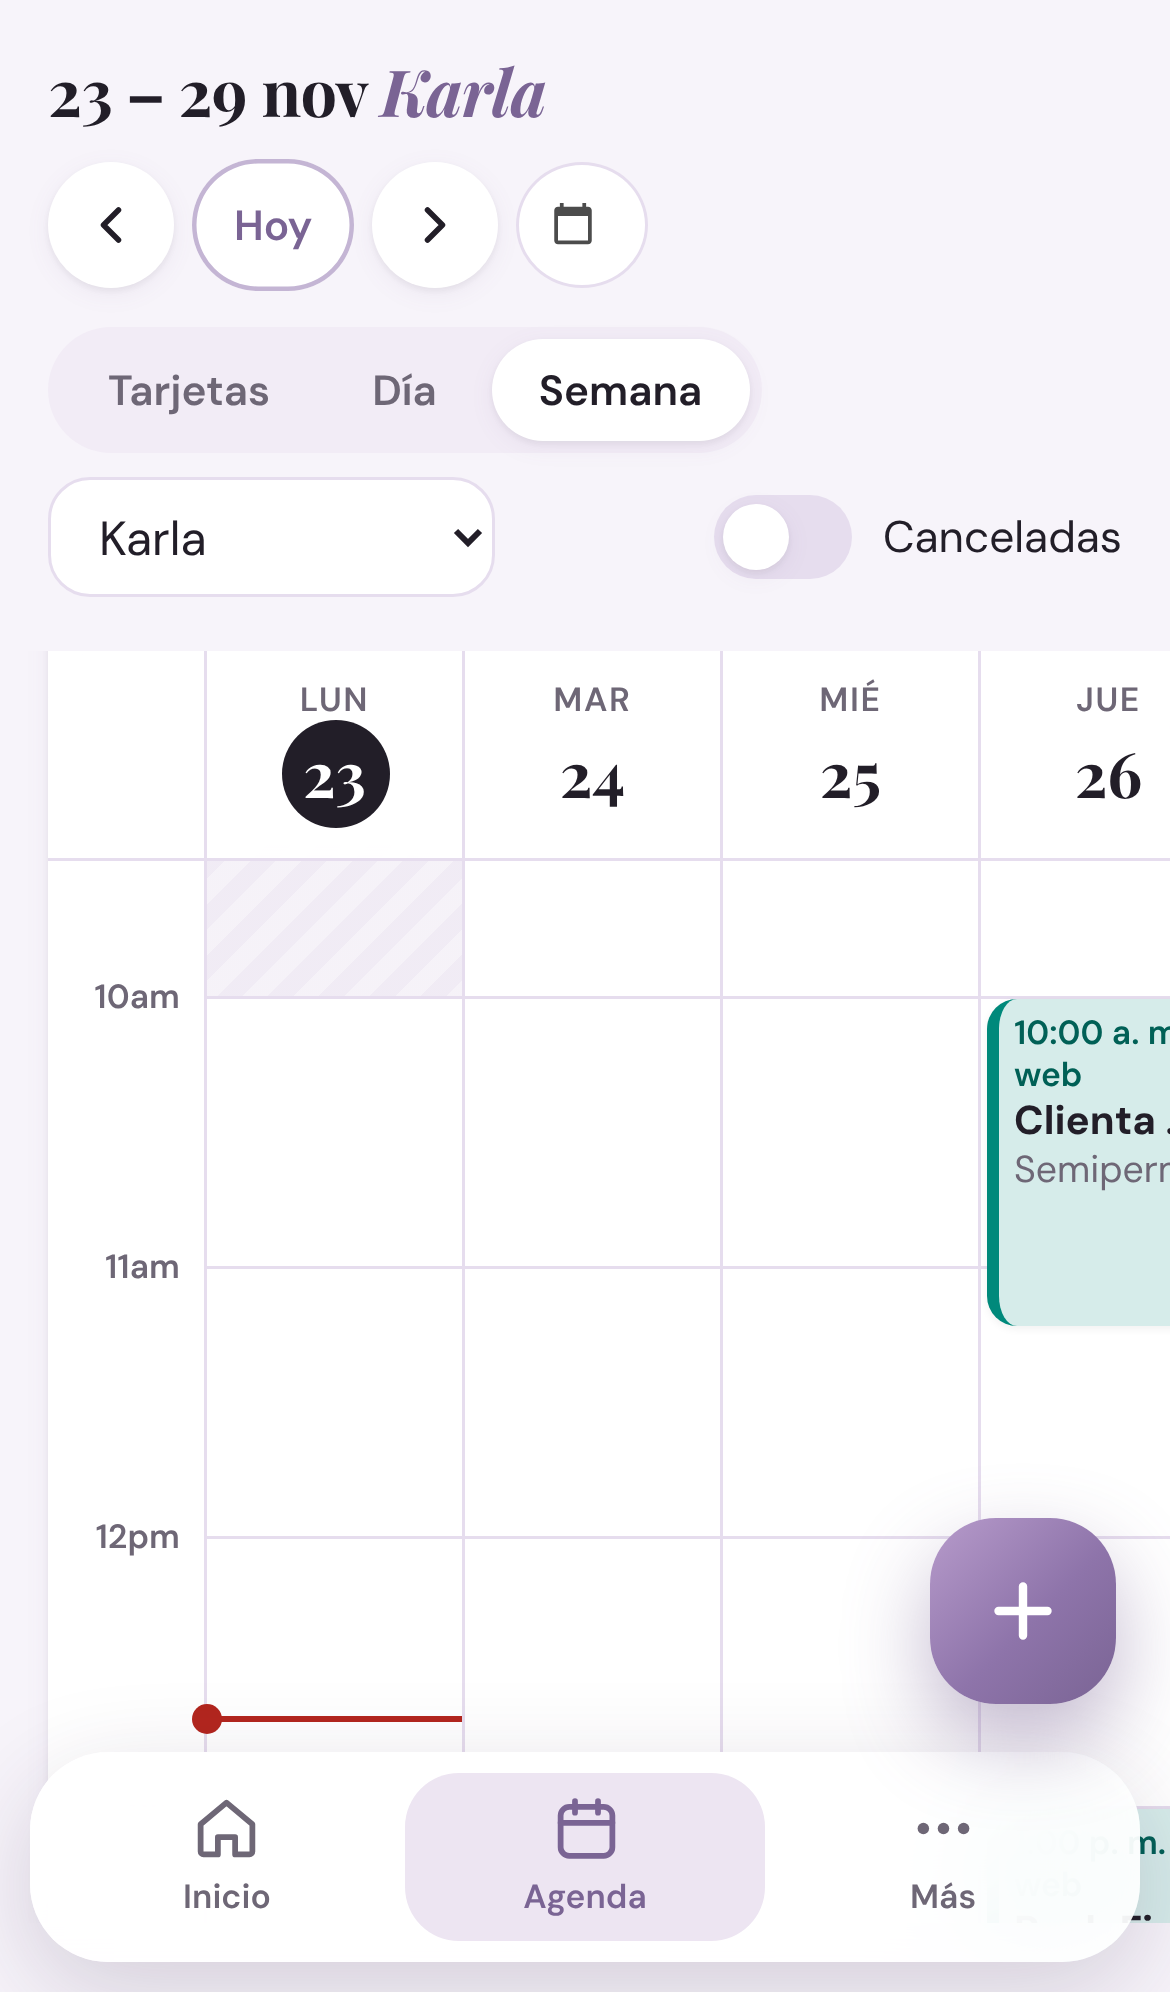 23 – 29 nov Karla
Hoy
Tarjetas Día Semana
Karla
Canceladas
LUN MAR MIÉ JUE
23 24 25 26
10am
10:00 a. m
web
Clienta
11am
12pm
p. m.
web
Inicio Agenda Más